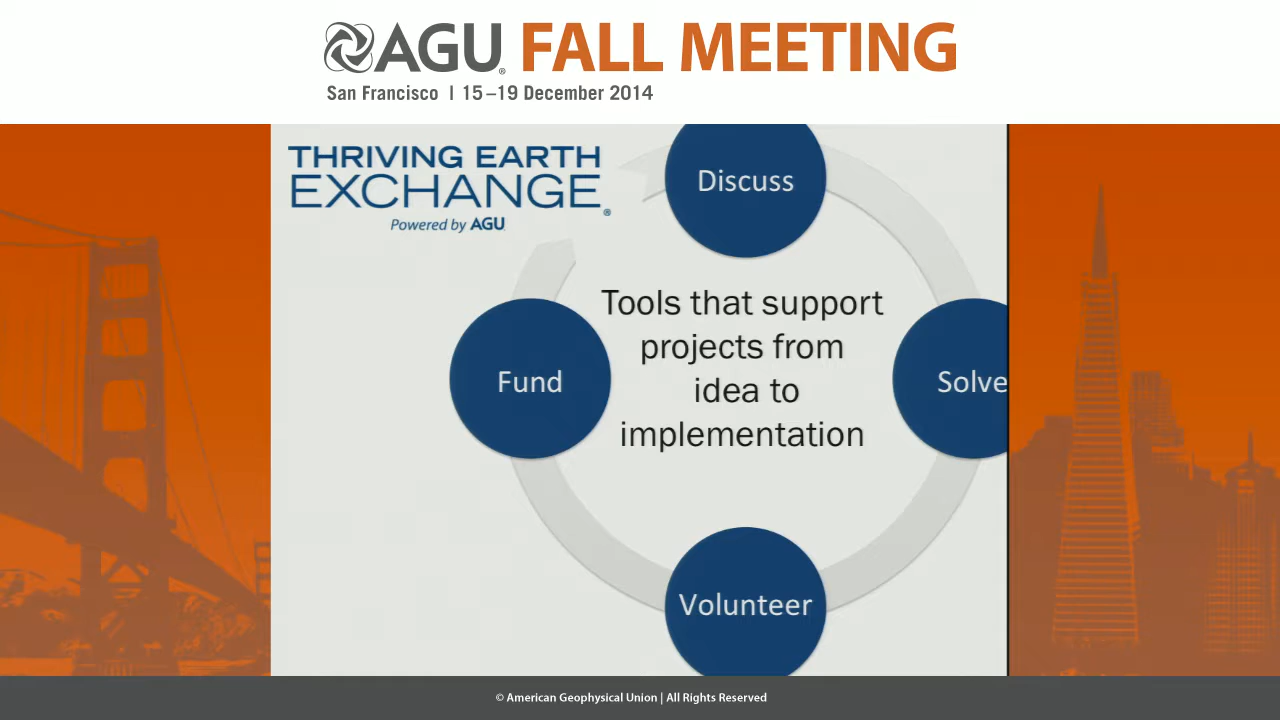 AGU® FALL MEETING
San Francisco | 15–19 December 2014
THRIVING EARTH
EXCHANGE®
Powered by AGU
Discuss
Tools that support
projects from
idea to
implementation
Fund
Solve
Volunteer
© American Geophysical Union | All Rights Reserved